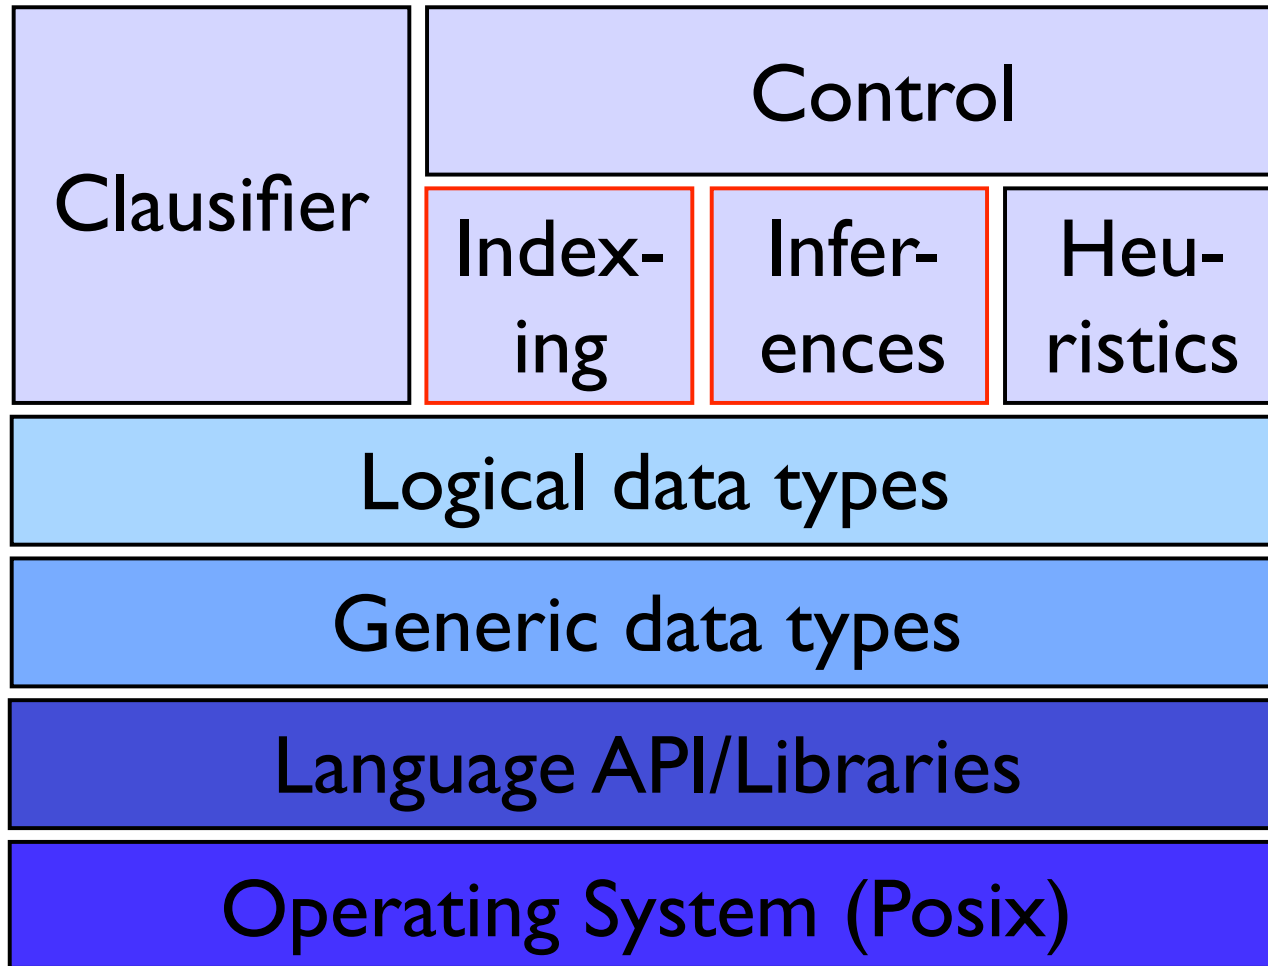 Clausifier
Control
Index-
ing
Infer-
ences
Heu-
ristics
Logical data types
Generic data types
Language API/Libraries
Operating System (Posix)